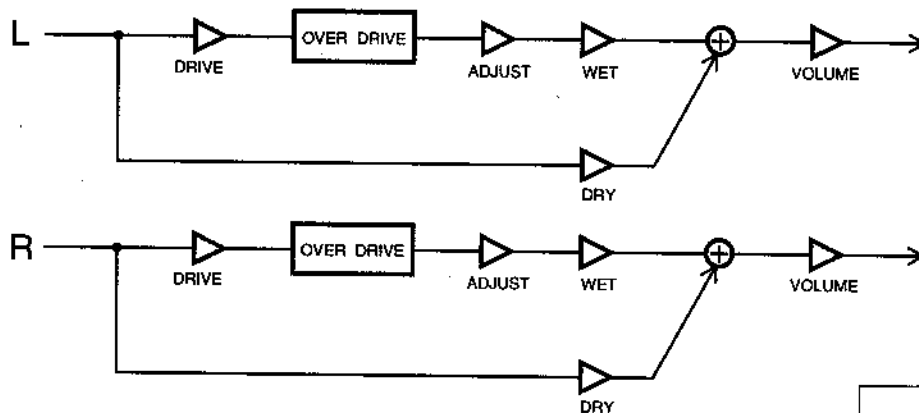 L
OVER DRIVE
DRIVE
ADJUST
WET
VOLUME
DRY
R
OVER DRIVE
DRIVE
ADJUST
WET
VOLUME
DRY